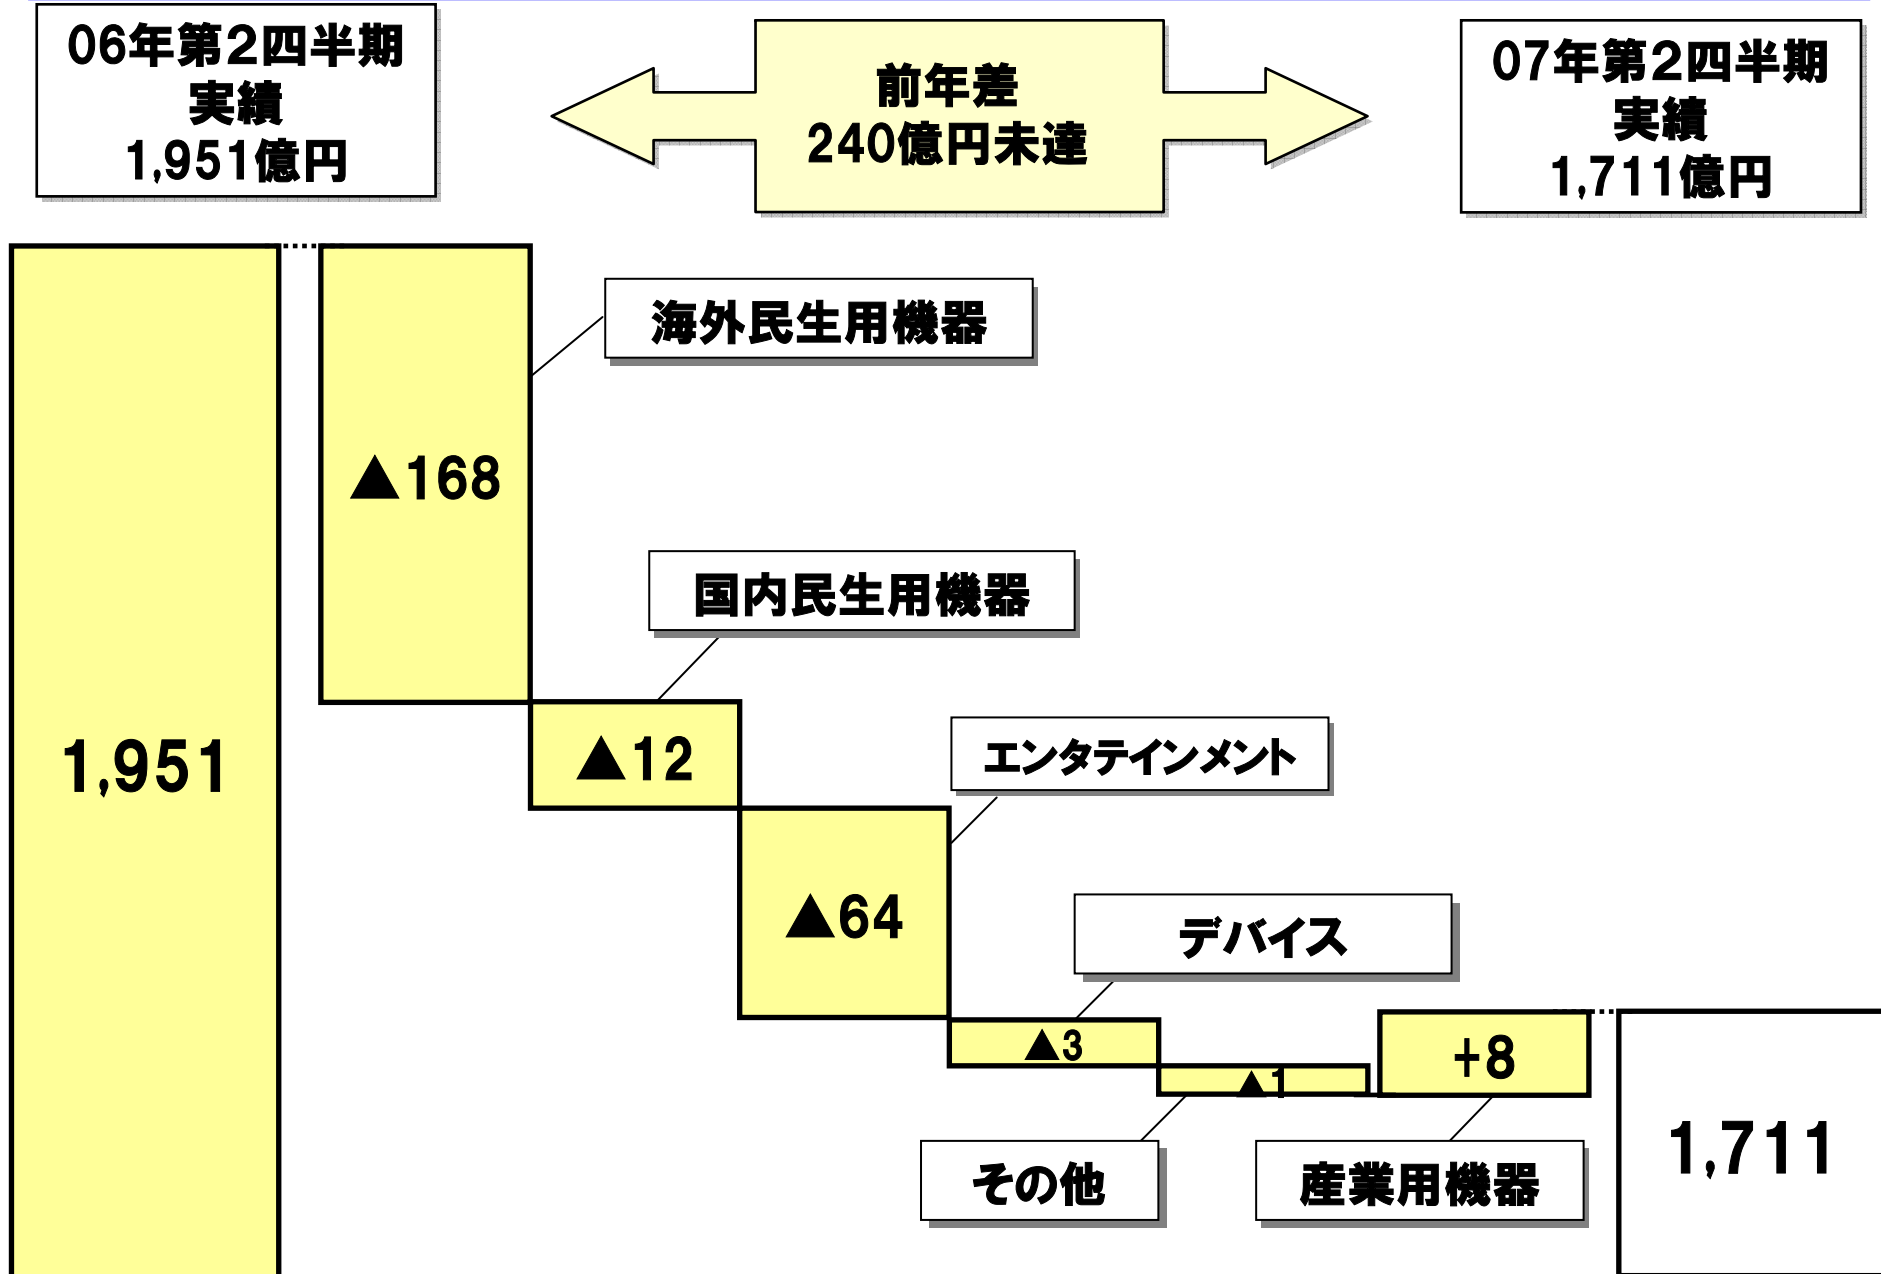 06年第2四半期
実績
1,951億円
前年差
240億円未達
07年第2四半期
実績
1,711億円
海外民生用機器
▲168
国内民生用機器
1,951
▲12
エンタテインメント
▲64
デバイス
▲3
▲1
+8
1,711
その他
産業用機器